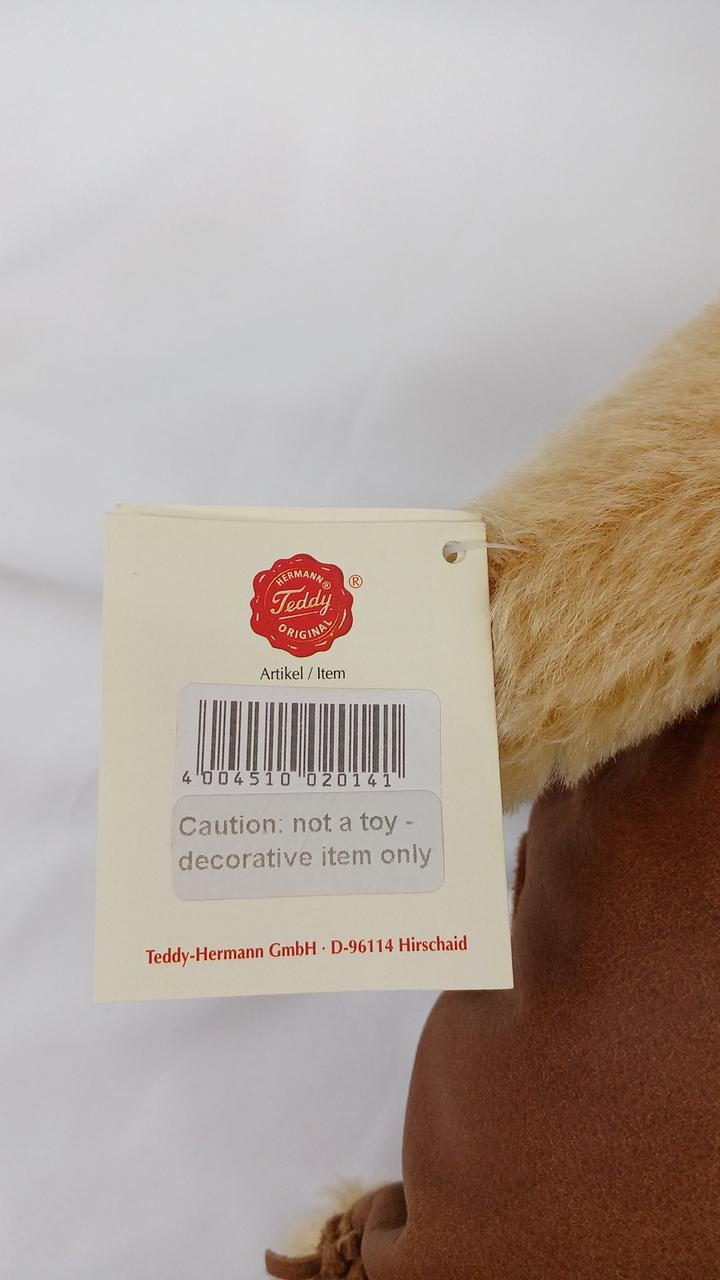 HERMANN®
Teddy ®
ORIGINAL
Artikel / Item
4 004510 020141
Caution: not a toy -
decorative item only
Teddy-Hermann GmbH · D-96114 Hirschaid